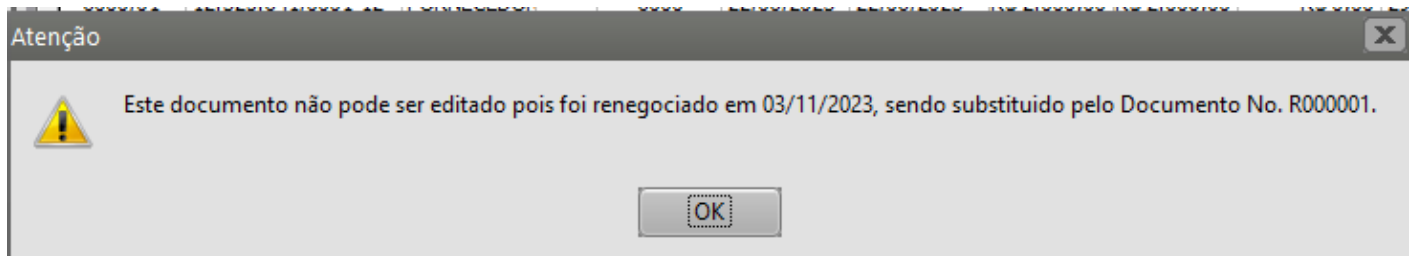 Atenção
Este documento não pode ser editado pois foi renegociado em 03/11/2023, sendo substituido pelo Documento No. R000001.
OK